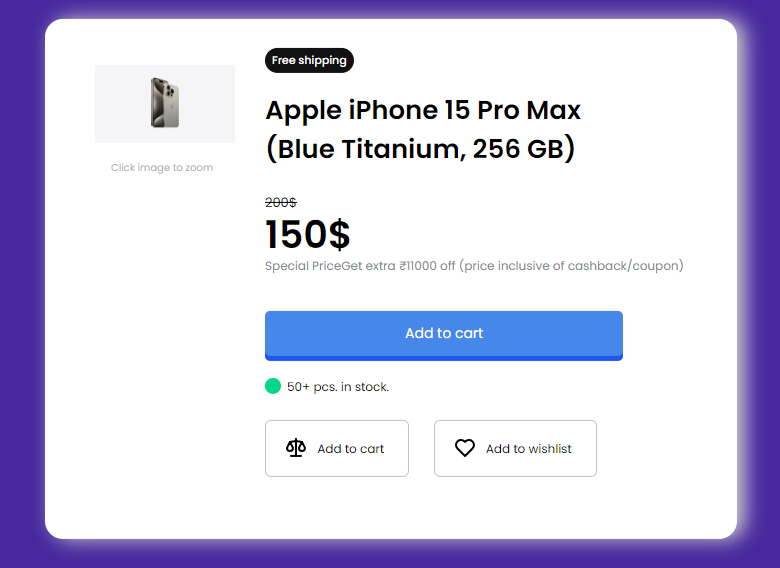 Free shipping
Apple iPhone 15 Pro Max
(Blue Titanium, 256 GB)
Click image to zoom
200$
150$
Special PriceGet extra ₹11000 off (price inclusive of cashback/coupon)
Add to cart
50+ pcs. in stock.
Add to cart
Add to wishlist